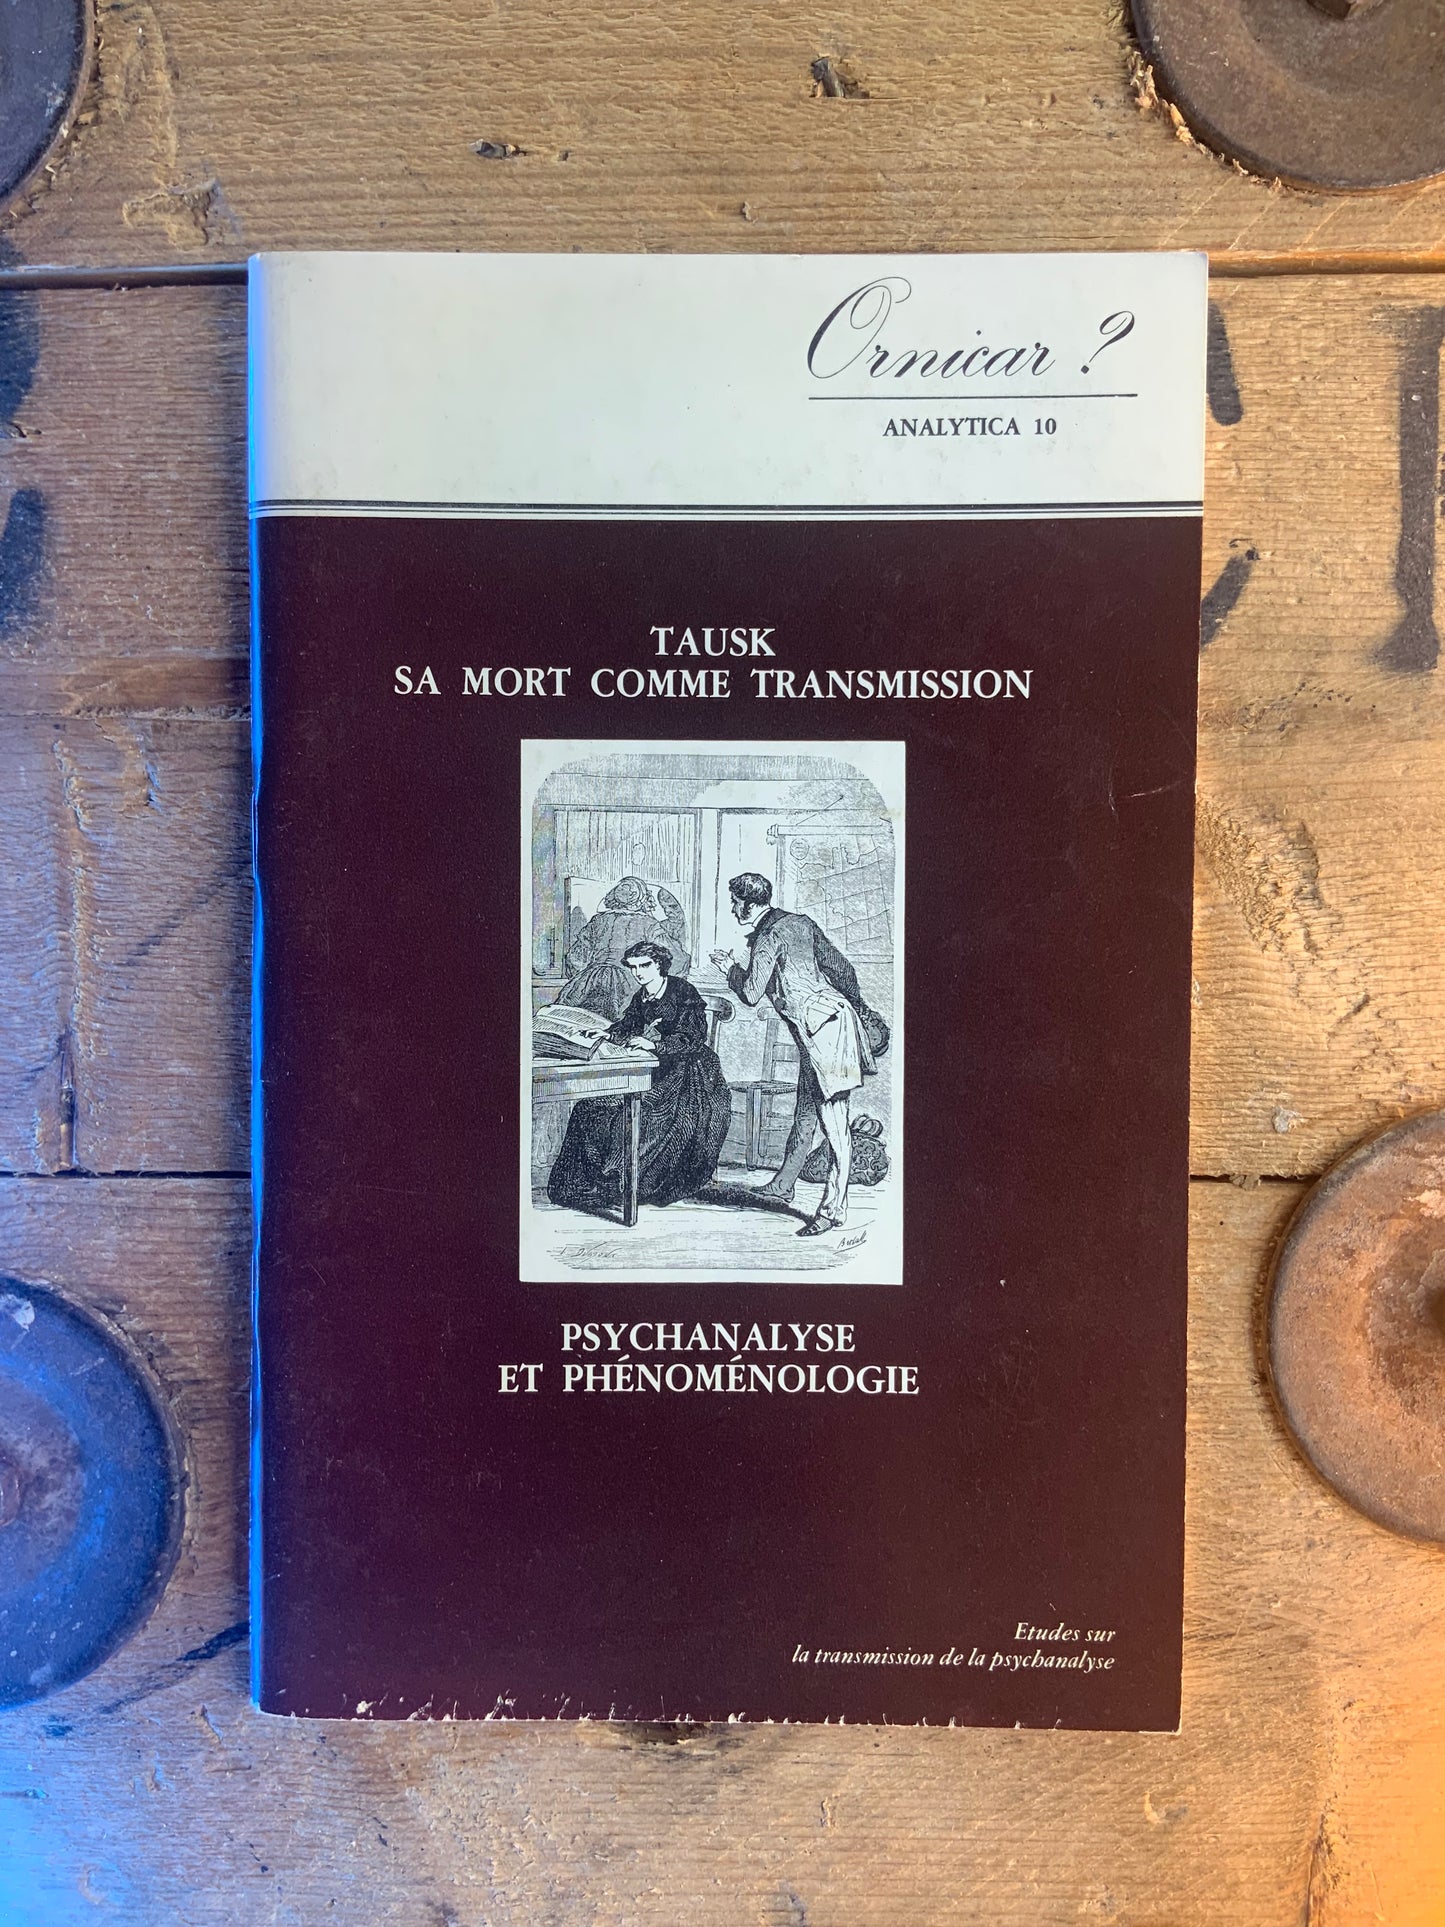 Ornicar ?
ANALYTICA 10
TAUSK
SA MORT COMME TRANSMISSION
PSYCHANALYSE
ET PHÉNOMÉNOLOGIE
Etudes sur
la transmission de la psychanalyse